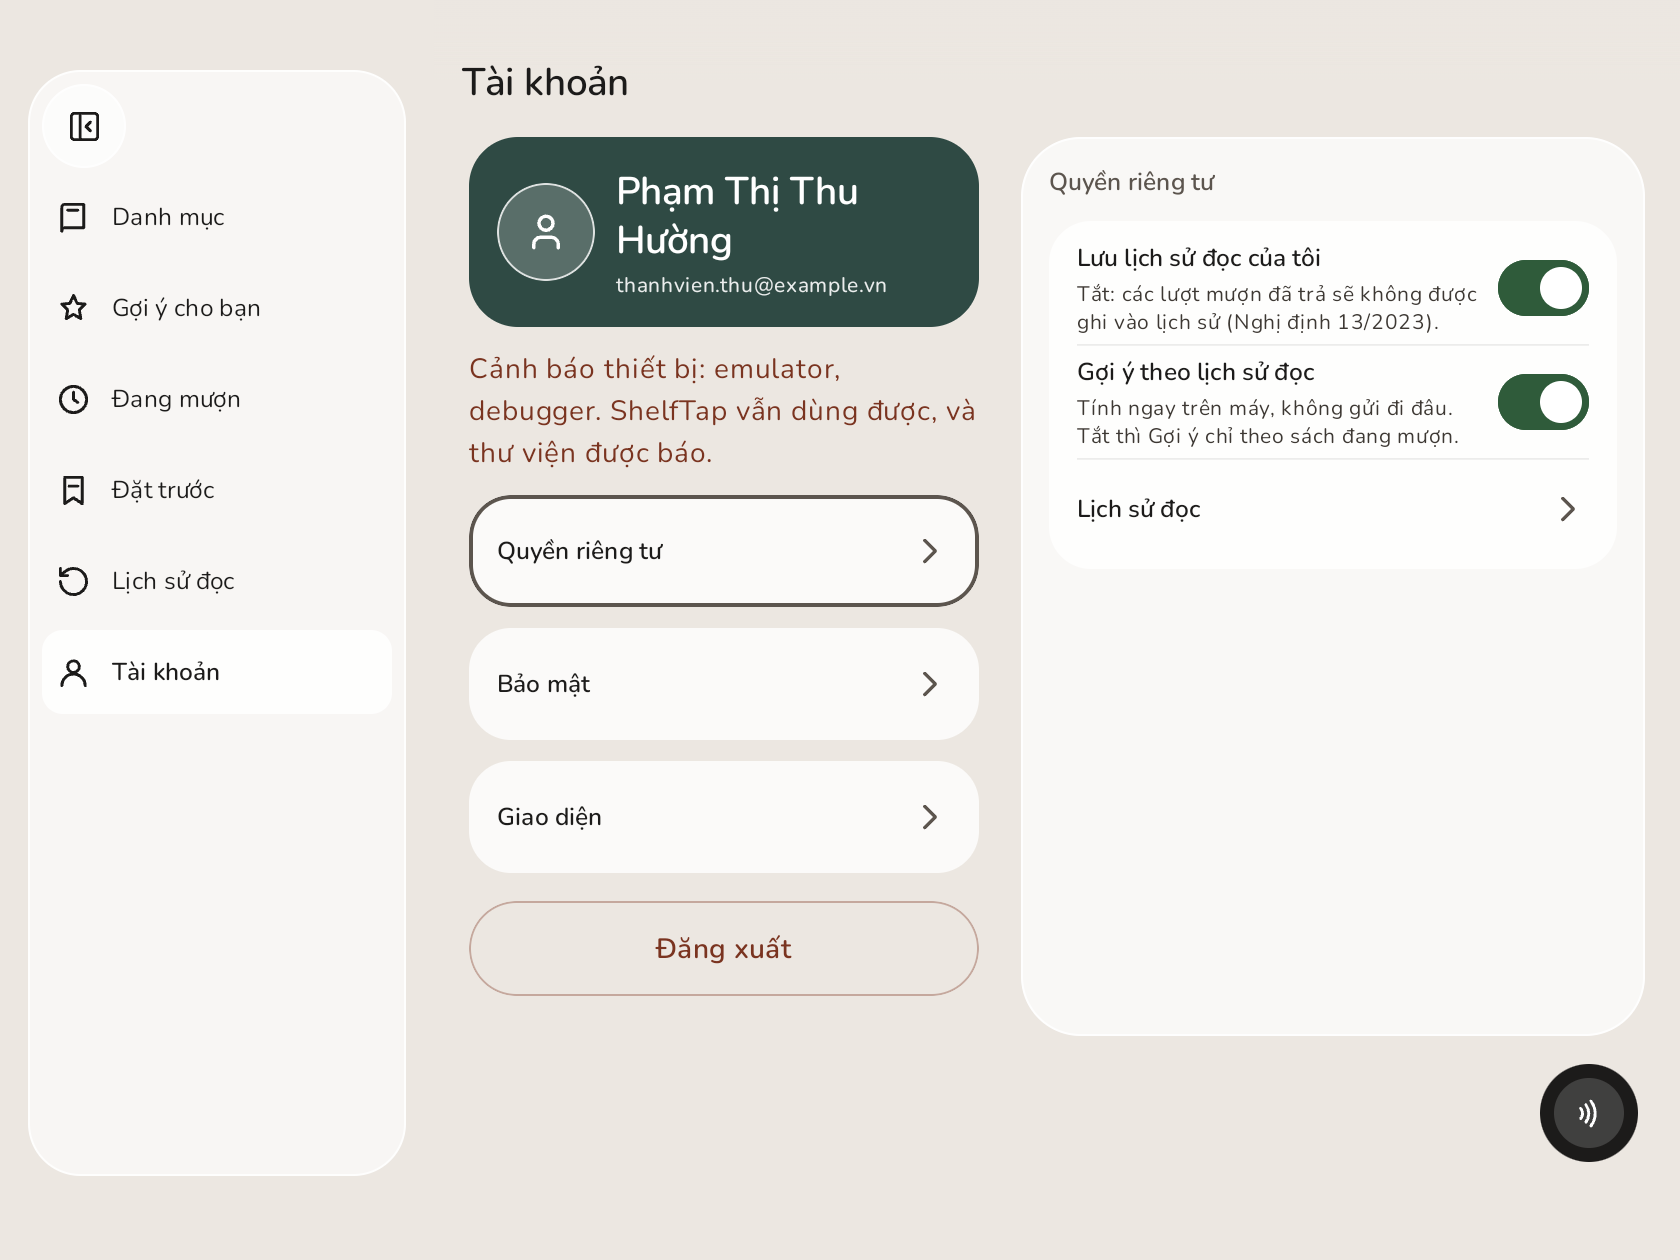 Tài khoản
Danh mục
Gợi ý cho bạn
Đang mượn
Đặt trước
Lịch sử đọc
Tài khoản
Phạm Thị Thu
Hường
thanhvien.thu@example.vn
Cảnh báo thiết bị: emulator,
debugger. ShelfTap vẫn dùng được, và
thư viện được báo.
Quyền riêng tư
Bảo mật
Giao diện
Đăng xuất
Quyền riêng tư
Lưu lịch sử đọc của tôi
Tắt: các lượt mượn đã trả sẽ không được
ghi vào lịch sử (Nghị định 13/2023).
Gợi ý theo lịch sử đọc
Tính ngay trên máy, không gửi đi đâu.
Tắt thì Gợi ý chỉ theo sách đang mượn.
Lịch sử đọc